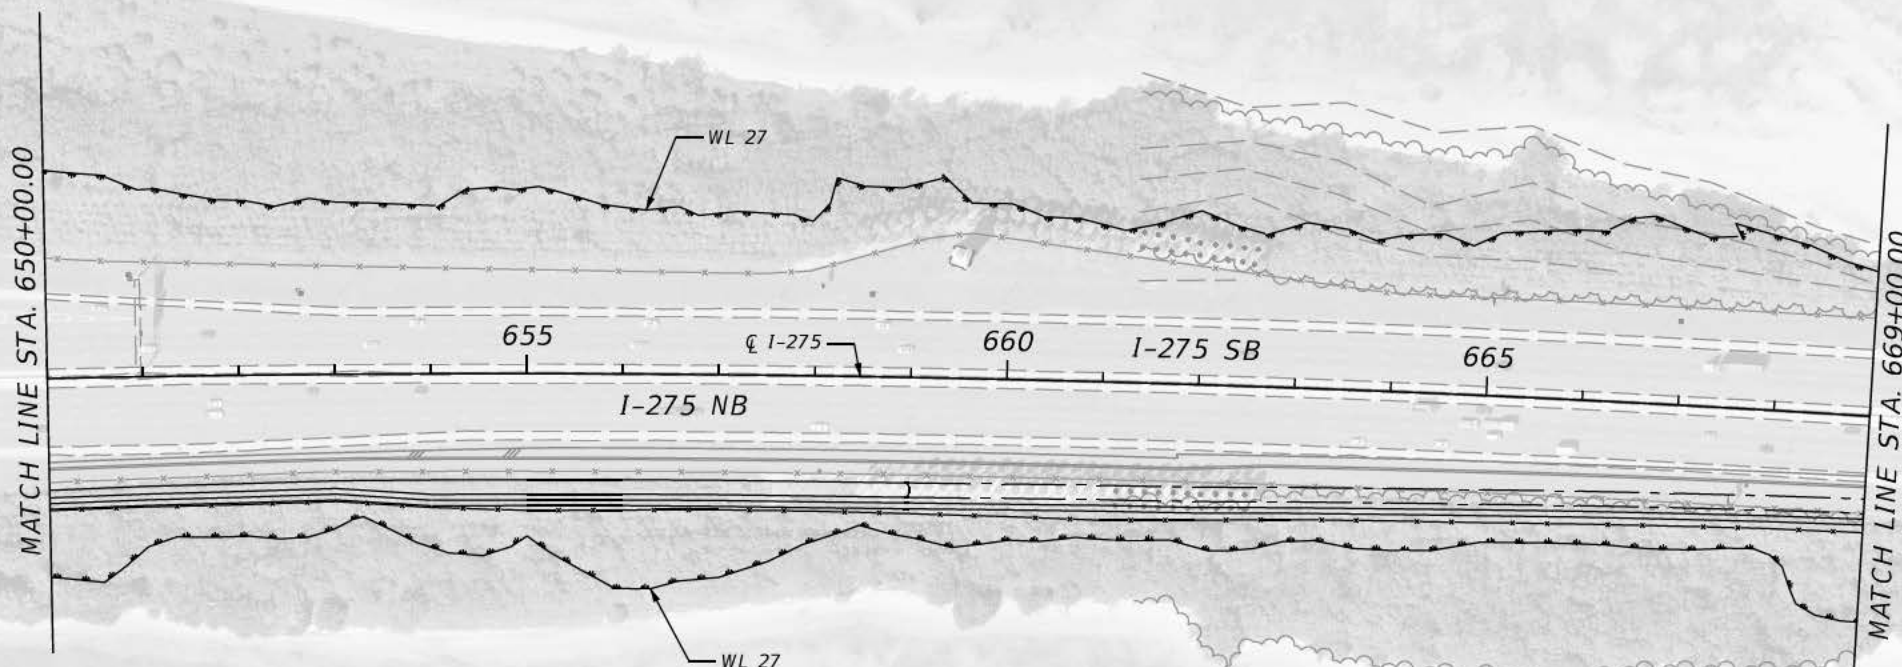 MATCH LINE STA. 650+00.00
WL 27
655
℄ I-275
660
I-275 SB
665
I-275 NB
WL 27
MATCH LINE STA. 669+00.00